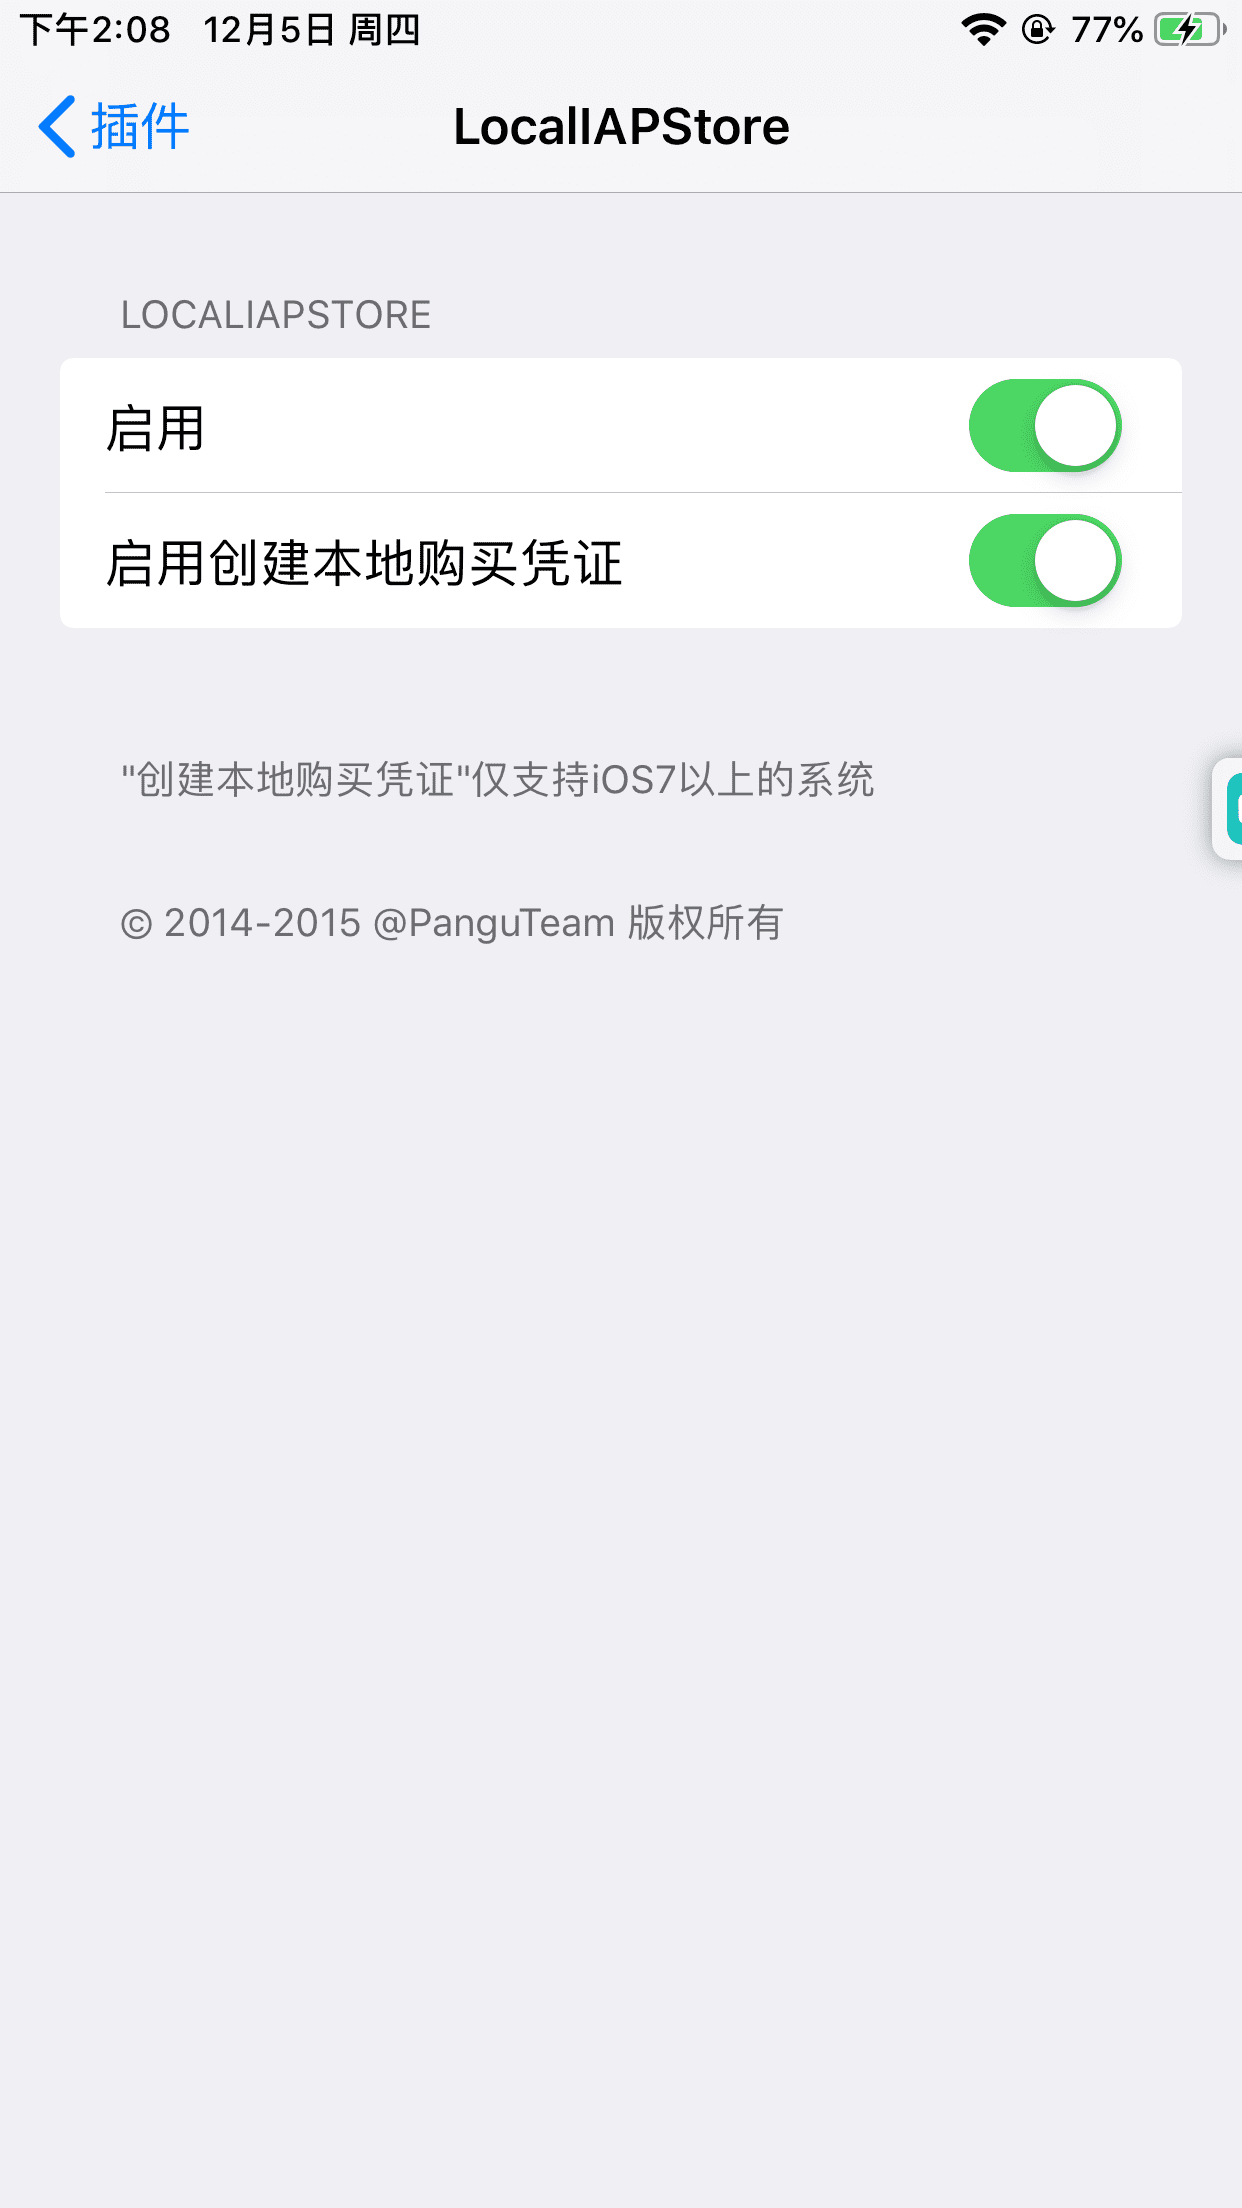 下午2:08 12月5日 周四 77%
插件 LocalIAPStore
LOCALIAPSTORE
启用
启用创建本地购买凭证
"创建本地购买凭证"仅支持iOS7以上的系统
© 2014-2015 @PanguTeam 版权所有